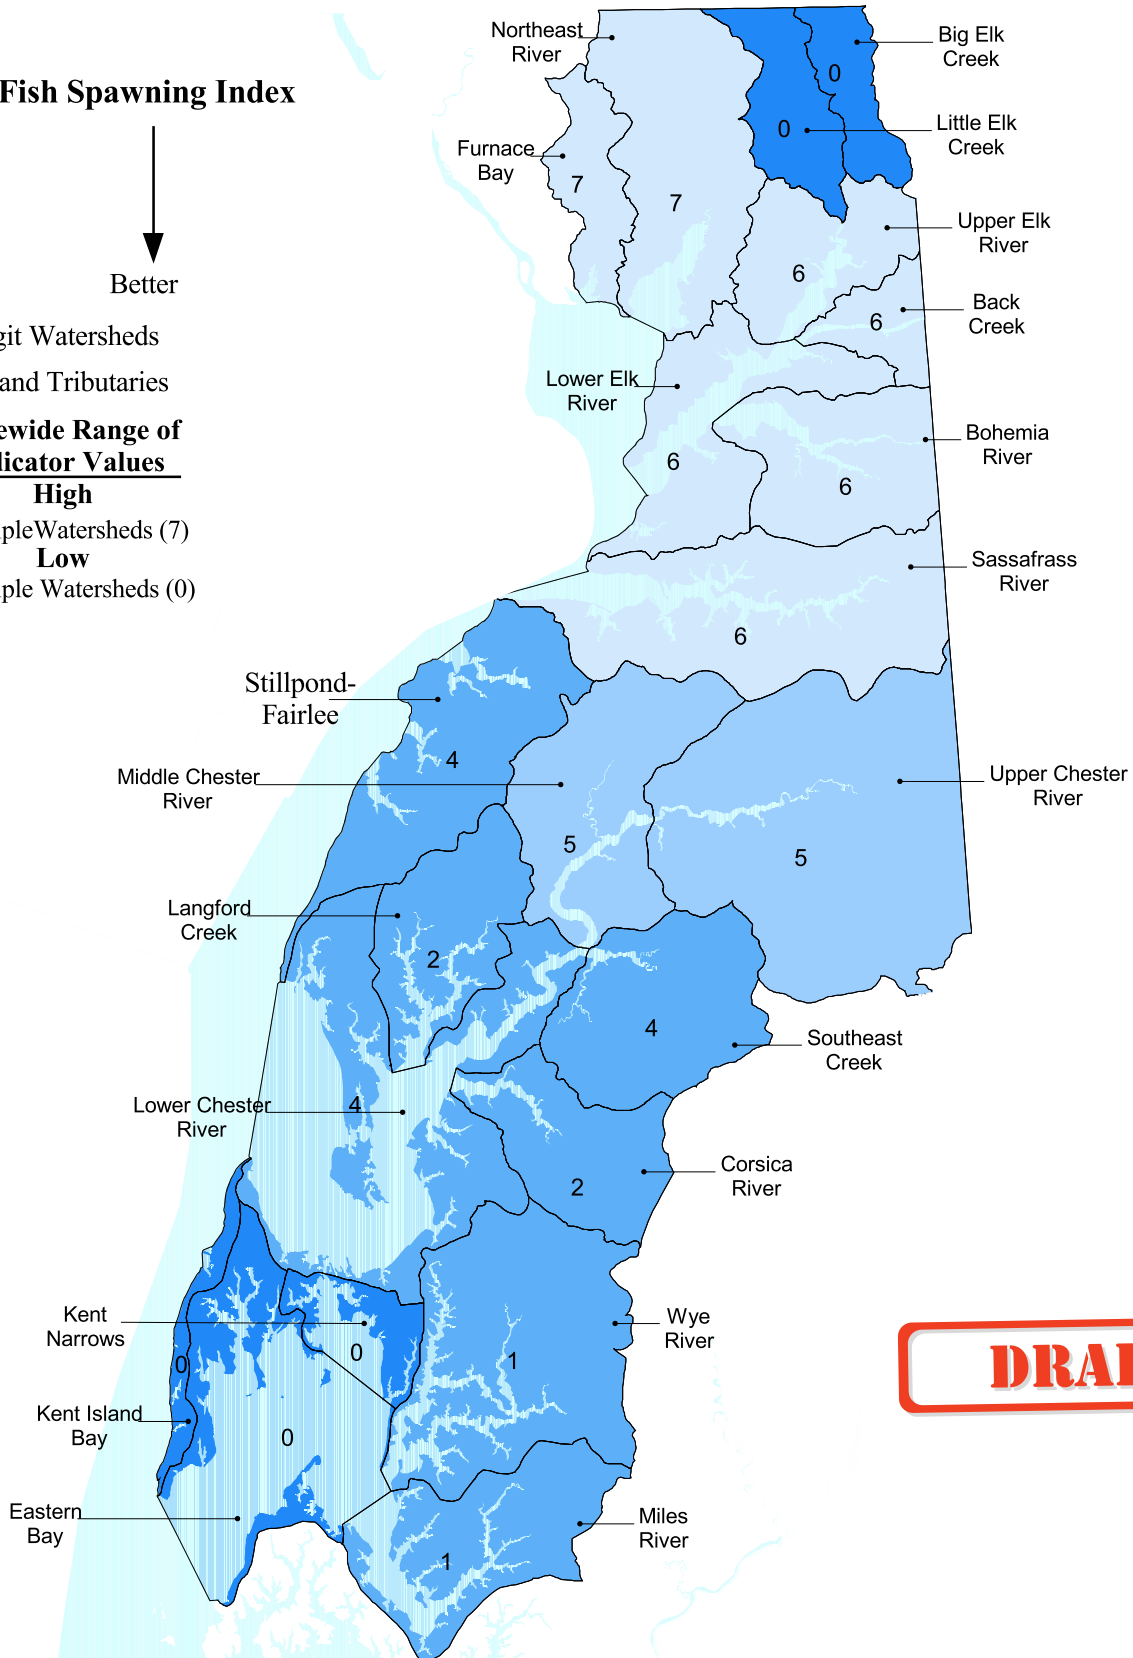 Northeast
River
Big Elk
Creek
Fish Spawning Index
0
0
Little Elk
Creek
Furnace
Bay
7
7
Upper Elk
River
Better
6
Back
Creek
6
git Watersheds
and Tributaries
Lower Elk
River
ewide Range of
dicator Values
High
Bohemia
River
6
6
pleWatersheds (7)
Low
ple Watersheds (0)
Sassafrass
River
6
Stillpond-
Fairlee
4
Middle Chester
River
Upper Chester
River
5
5
Langford
Creek
2
4
Southeast
Creek
Lower Chester
River
4
Corsica
River
2
Kent
Narrows
Wye
River
0
0
1
DRA
Kent Island
Bay
0
Eastern
Bay
Miles
River
1